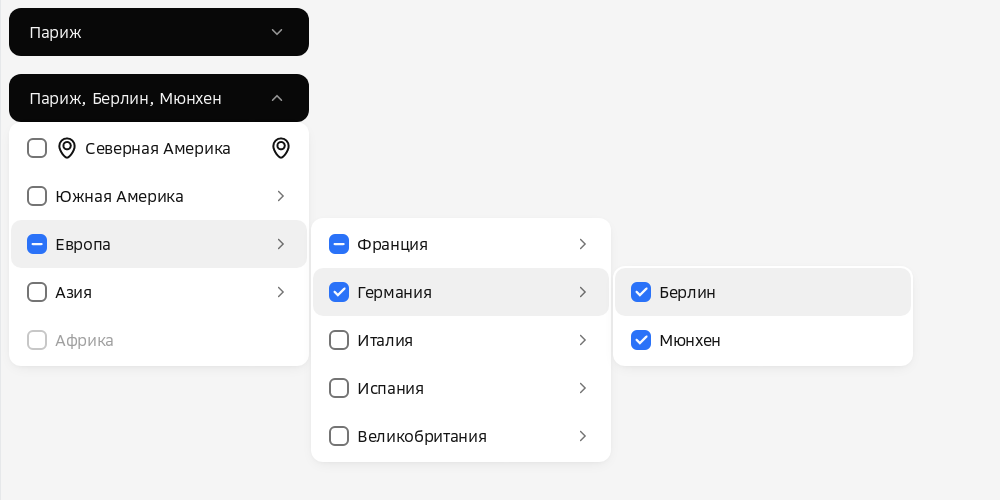 Париж
Париж, Берлин, Мюнхен
Северная Америка
Южная Америка
Европа
Азия
Африка
Франция
Германия
Италия
Испания
Великобритания
Берлин
Мюнхен